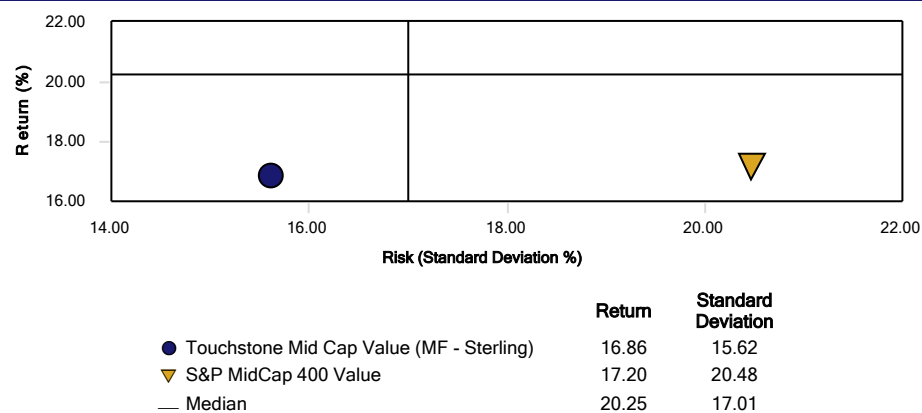 22.00
20.00
18.00
16.00
Return (%)
14.00 16.00 18.00 20.00 22.00
Risk (Standard Deviation %)
Return Standard Deviation
Touchstone Mid Cap Value (MF - Sterling) 16.86 15.62
S&P MidCap 400 Value 17.20 20.48
Median 20.25 17.01